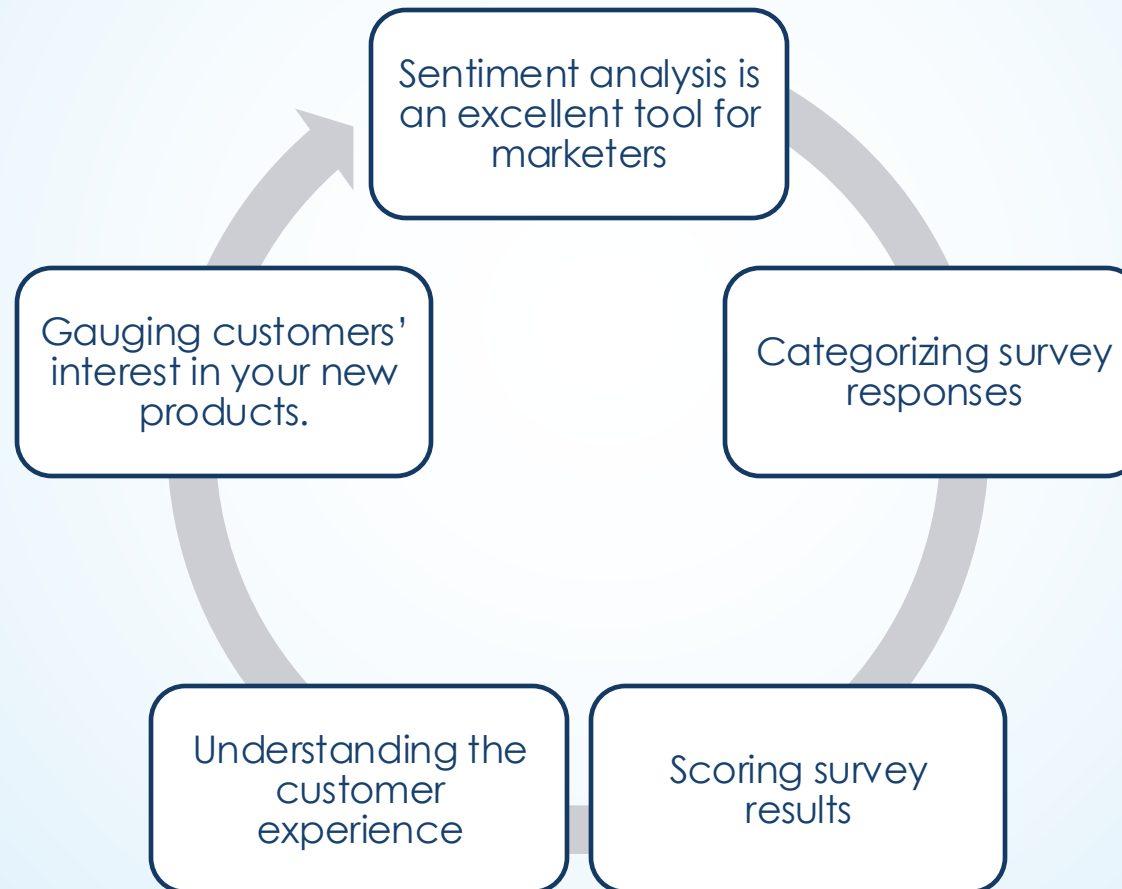 Sentiment analysis is
an excellent tool for
marketers
Categorizing survey
responses
Scoring survey
results
Understanding the
customer
experience
Gauging customers’
interest in your new
products.